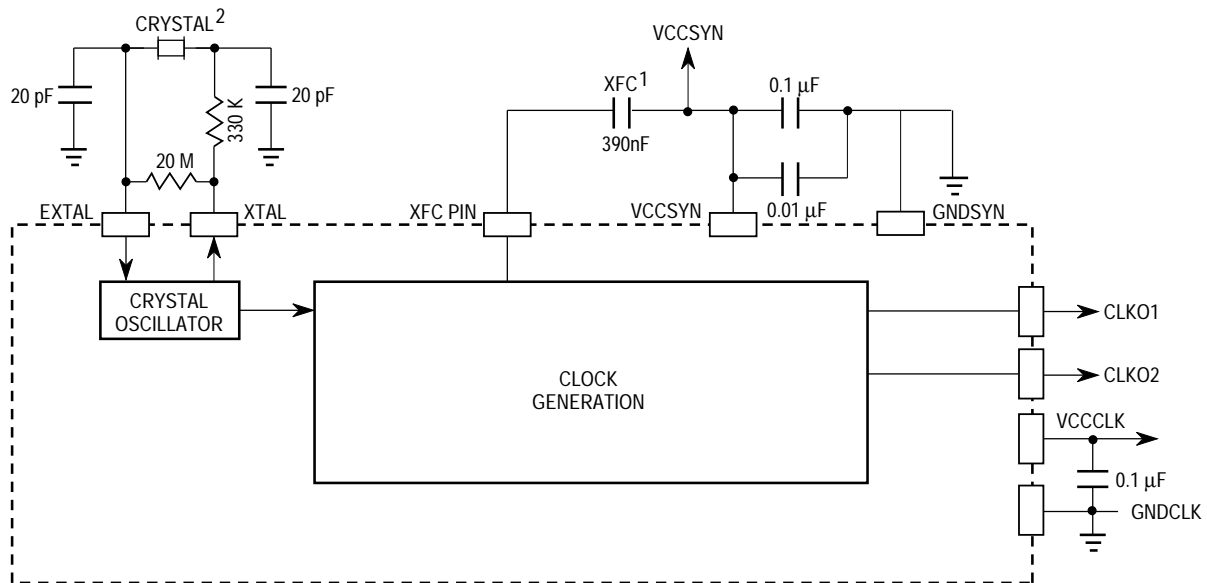 CRYSTAL2
VCCSYN
20 pF
20 pF
330 K
XFC1
0.1 µF
390nF
20 M
0.01 µF
EXTAL
XTAL
XFC PIN
VCCSYN
GNDSYN
CRYSTAL
OSCILLATOR
CLOCK
GENERATION
CLKO1
CLKO2
VCCCLK
0.1 µF
GNDCLK